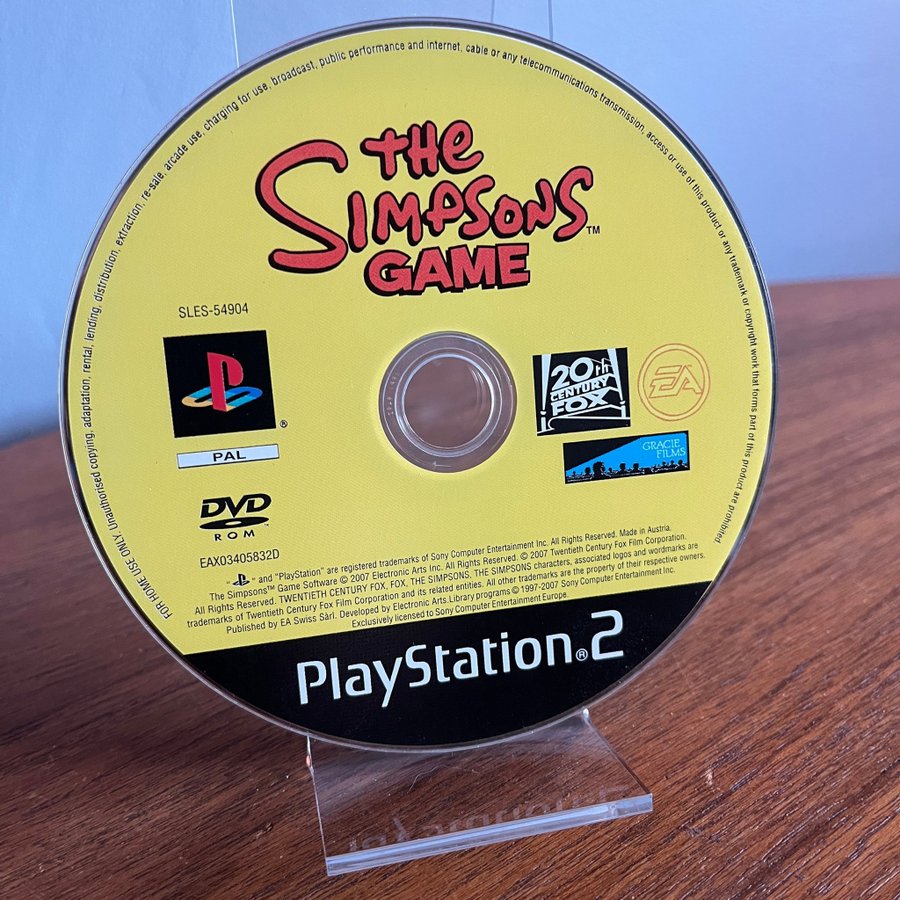 FOR HOME USE ONLY. Unauthorised copying, adaptation, rental, lending, distribution, extraction, re-sale, arcade use, charging for use, broadcast, public performance and internet, cable or any telecommunications transmission, access or use of this product or any trademark or copyright work that forms part of this product are prohibited
THE
SIMPSONS™
GAME
SLES-54904
®
PAL
20th
CENTURY
FOX
EA
GRACIE
FILMS
DVD
ROM
EAX03405832D
" " and "PlayStation" are registered trademarks of Sony Computer Entertainment Inc. All Rights Reserved. Made in Austria.
The Simpsons™ Game Software © 2007 Electronic Arts Inc. All Rights Reserved. © 2007 Twentieth Century Fox Film Corporation.
All Rights Reserved. TWENTIETH CENTURY FOX, FOX, THE SIMPSONS, THE SIMPSONS characters, associated logos and wordmarks are
trademarks of Twentieth Century Fox Film Corporation and its related entities. All other trademarks are the property of their respective owners.
Published by EA Swiss Sàrl. Developed by Electronic Arts. Library programs © 1997-2007 Sony Computer Entertainment Inc.
Exclusively licensed to Sony Computer Entertainment Europe.
PlayStation®2